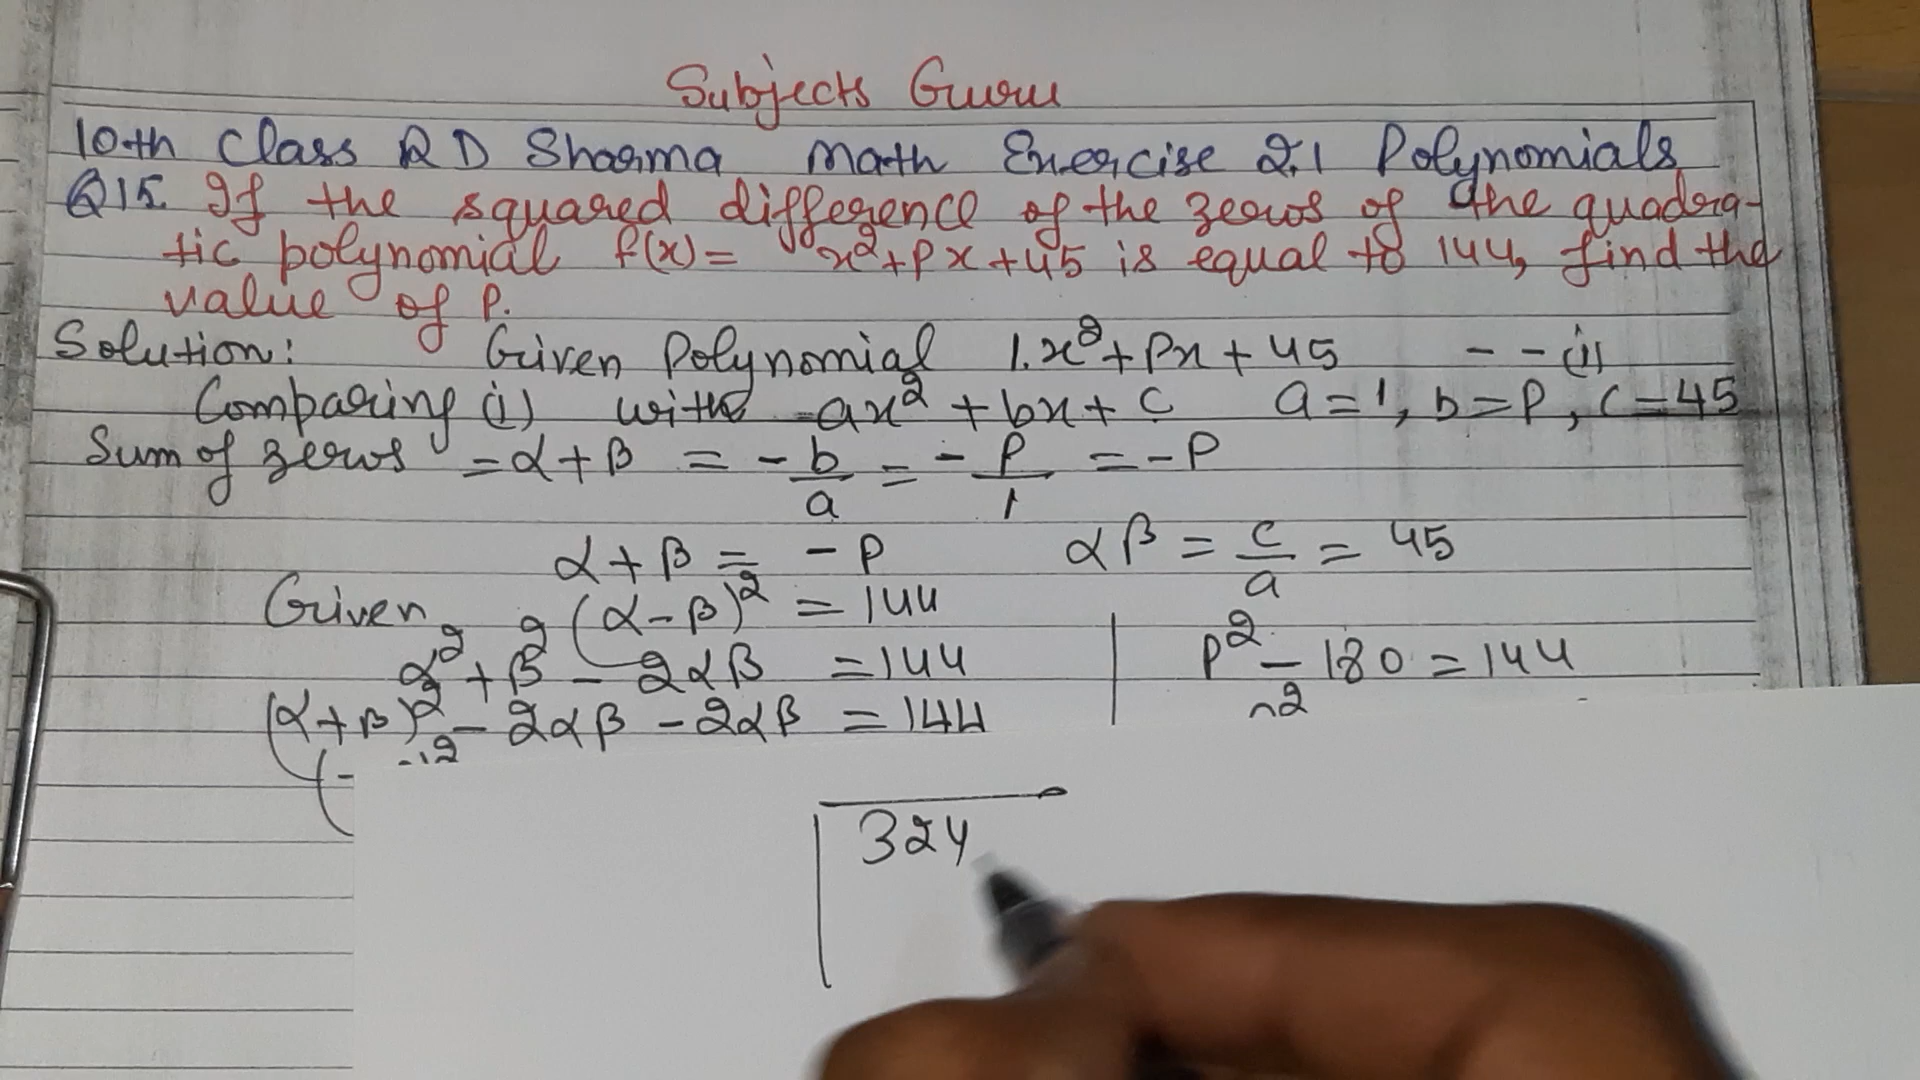 Subjects Guru
10th Class RD Sharma Math Exercise 2.1 Polynomials
Q15. If the squared difference of the zeros of the quadra-
tic polynomial f(x) = x²+px+45 is equal to 144, find the
value of p.
Solution: Given Polynomial 1.x²+px+45 - - (i)
Comparing (i) with ax²+bx+c a=1, b=p, c=45
Sum of zeros = α+β = -b/a = -p/1 = -p
α+β = -p αβ = c/a = 45
Given (α-β)² = 144
α²+β²-2αβ = 144
(α+β)²-2αβ-2αβ = 144
p²-180=144
324